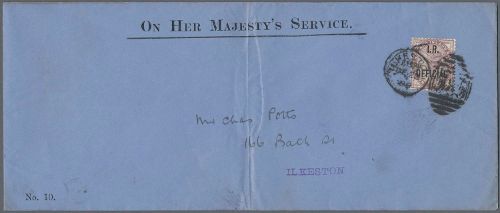 ON HER MAJESTY'S SERVICE.
I.R.
OFFICIAL
Mr Chas Potts
166 Bath St
ILKESTON
No. 10.